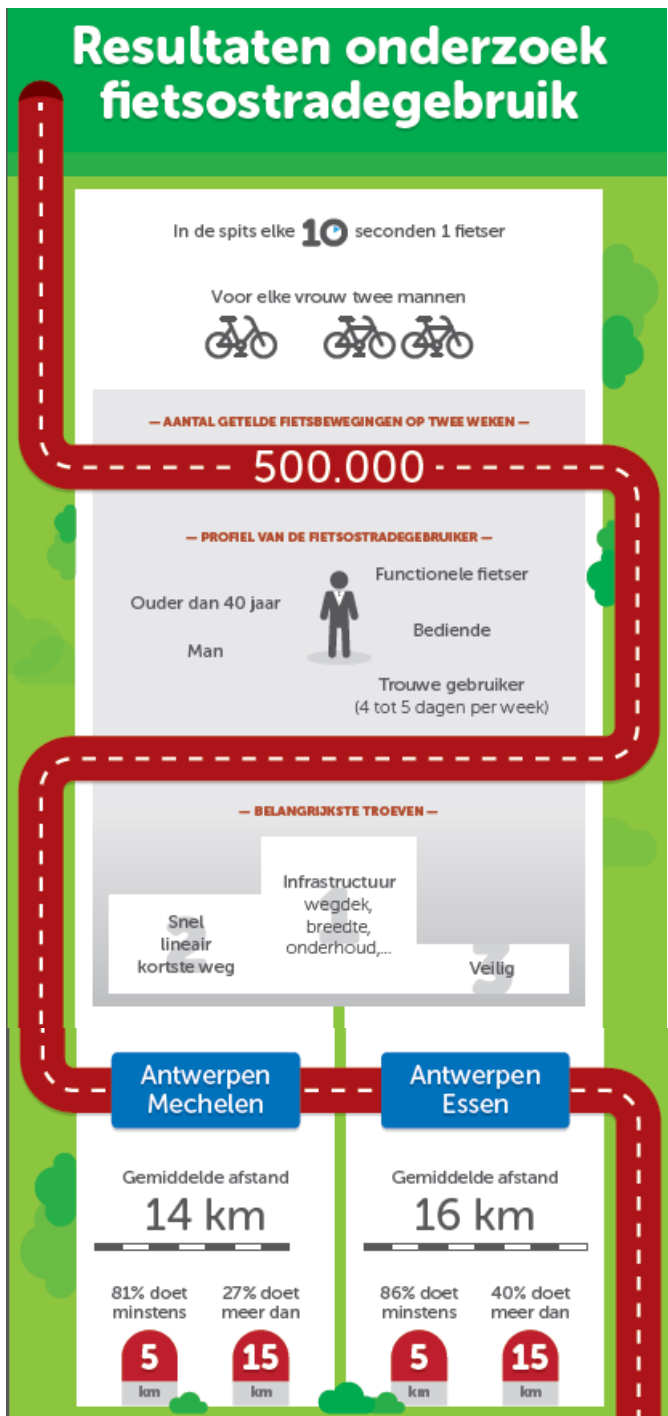 Resultaten onderzoek
fietsostradegebruik
In de spits elke 10 seconden 1 fietser
Voor elke vrouw twee mannen
— AANTAL GETELDE FIETSBEWEGINGEN OP TWEE WEKEN —
500.000
— PROFIEL VAN DE FIETSOSTRADEGEBRUIKER —
Functionele fietser
Ouder dan 40 jaar
Bediende
Man
Trouwe gebruiker
(4 tot 5 dagen per week)
— BELANGRIJKSTE TROEVEN —
1
Infrastructuur
wegdek,
breedte,
onderhoud,...
2
Snel
lineair
kortste weg
3
Veilig
Antwerpen
Mechelen
Gemiddelde afstand
14 km
81% doet
minstens
5
km
27% doet
meer dan
15
km
Antwerpen
Essen
Gemiddelde afstand
16 km
86% doet
minstens
5
km
40% doet
meer dan
15
km